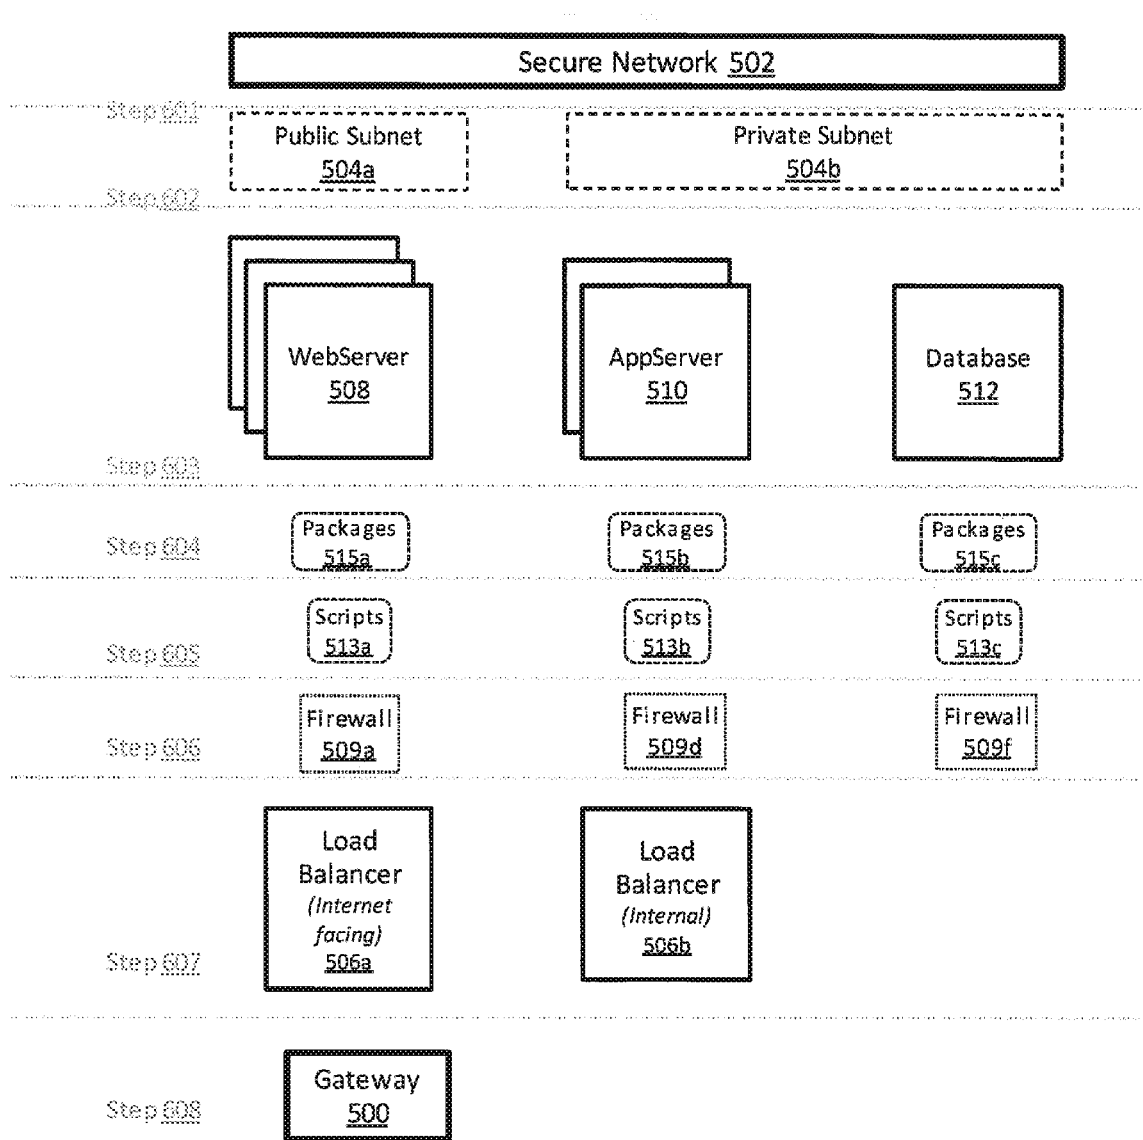 Secure Network 502
Step 601
Public Subnet
504a
Private Subnet
504b
Step 602
WebServer
508
AppServer
510
Database
512
Step 603
Step 604
Packages
515a
Packages
515b
Packages
515c
Step 605
Scripts
513a
Scripts
513b
Scripts
513c
Step 606
Firewall
509a
Firewall
509d
Firewall
509f
Load
Balancer
(Internet
facing)
506a
Load
Balancer
(Internal)
506b
Step 607
Gateway
500
Step 608